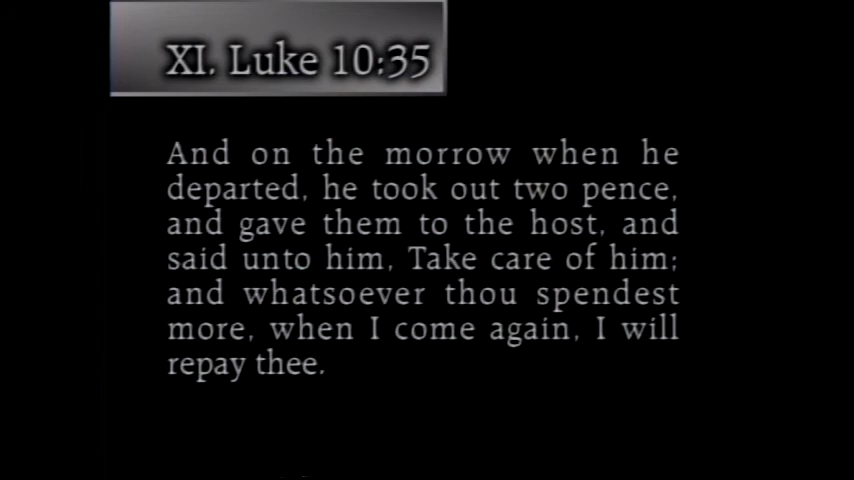 XI. Luke 10:35
And on the morrow when he
departed, he took out two pence,
and gave them to the host, and
said unto him, Take care of him;
and whatsoever thou spendest
more, when I come again, I will
repay thee.